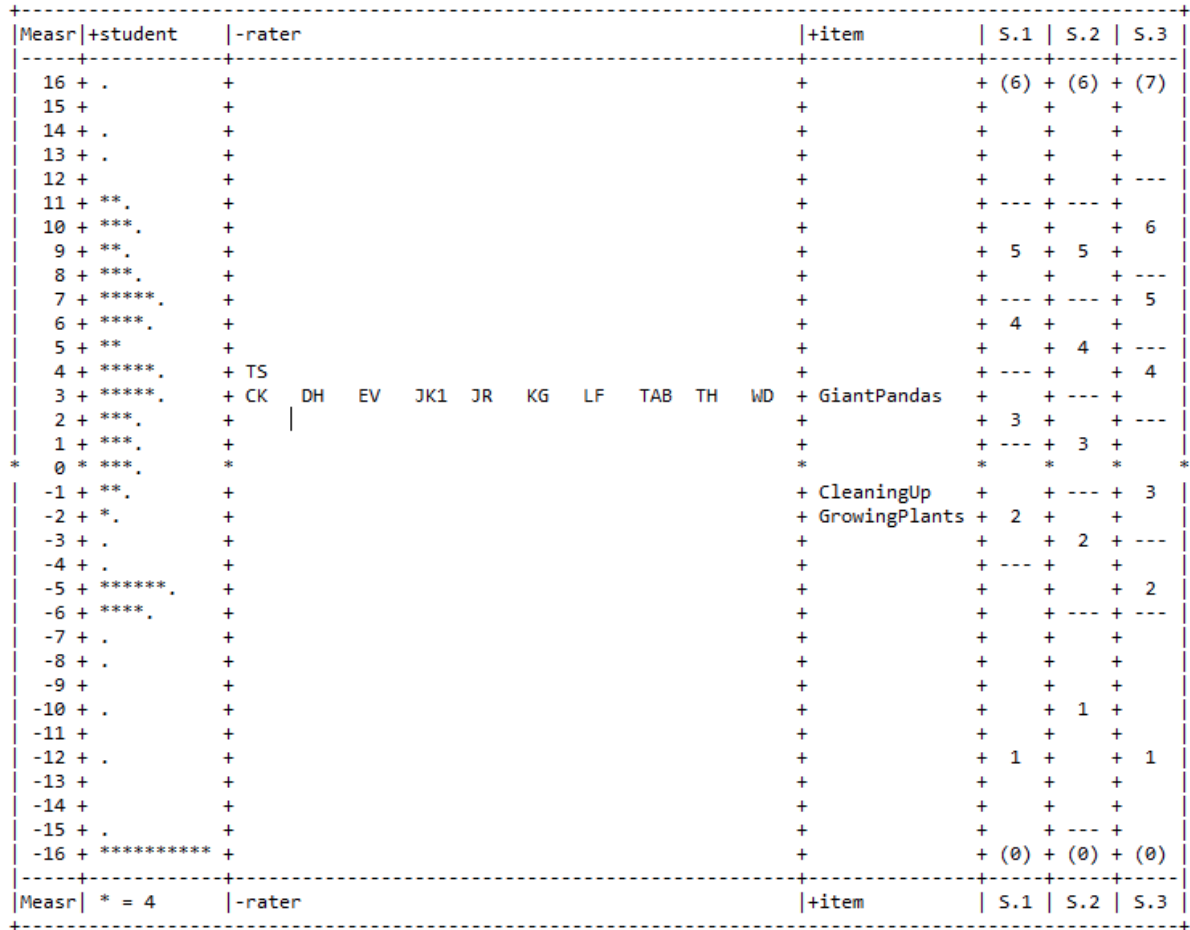 +-----------------------------------------------------------------------------------------------------+
|Measr|+student    |-rater                                            |+item         | S.1 | S.2 | S.3 |
|-----+------------+--------------------------------------------------+---------------+-----+-----+-----|
|  16 + .          +                                                  +               + (6) + (6) + (7) |
|  15 +            +                                                  +               +     +     +     |
|  14 + .          +                                                  +               +     +     +     |
|  13 + .          +                                                  +               +     +     +     |
|  12 +            +                                                  +               +     +     + --- |
|  11 + **.        +                                                  +               + --- + --- +     |
|  10 + ***.       +                                                  +               +     +     +  6  |
|   9 + **.        +                                                  +               +  5  +  5  +     |
|   8 + ***.       +                                                  +               +     +     + --- |
|   7 + *****.     +                                                  +               + --- + --- +  5  |
|   6 + ****.      +                                                  +               +  4  +     +     |
|   5 + **         +                                                  +               +     +  4  + --- |
|   4 + *****.     + TS                                               +               + --- +     +  4  |
|   3 + *****.     + CK   DH   EV   JK1  JR   KG   LF   TAB  TH   WD  + GiantPandas   +     + --- +     |
|   2 + ***.       +     |                                            +               +  3  +     + --- |
|   1 + ***.       +                                                  +               + --- +  3  +     |
*   0 * ***.       *                                                  *               *     *     *     *
|  -1 + **.        +                                                  + CleaningUp    +     + --- +  3  |
|  -2 + *.         +                                                  + GrowingPlants +  2  +     +     |
|  -3 + .          +                                                  +               +     +  2  + --- |
|  -4 + .          +                                                  +               + --- +     +     |
|  -5 + ******.    +                                                  +               +     +     +  2  |
|  -6 + ****.      +                                                  +               +     + --- + --- |
|  -7 + .          +                                                  +               +     +     +     |
|  -8 + .          +                                                  +               +     +     +     |
|  -9 +            +                                                  +               +     +     +     |
| -10 + .          +                                                  +               +     +  1  +     |
| -11 +            +                                                  +               +     +     +     |
| -12 + .          +                                                  +               +  1  +     +  1  |
| -13 +            +                                                  +               +     +     +     |
| -14 +            +                                                  +               +     +     +     |
| -15 + .          +                                                  +               +     + --- +     |
| -16 + ********** +                                                  +               + (0) + (0) + (0) |
|-----+------------+--------------------------------------------------+---------------+-----+-----+-----|
|Measr| * = 4      |-rater                                            |+item          | S.1 | S.2 | S.3 |
+-----------------------------------------------------------------------------------------------------+